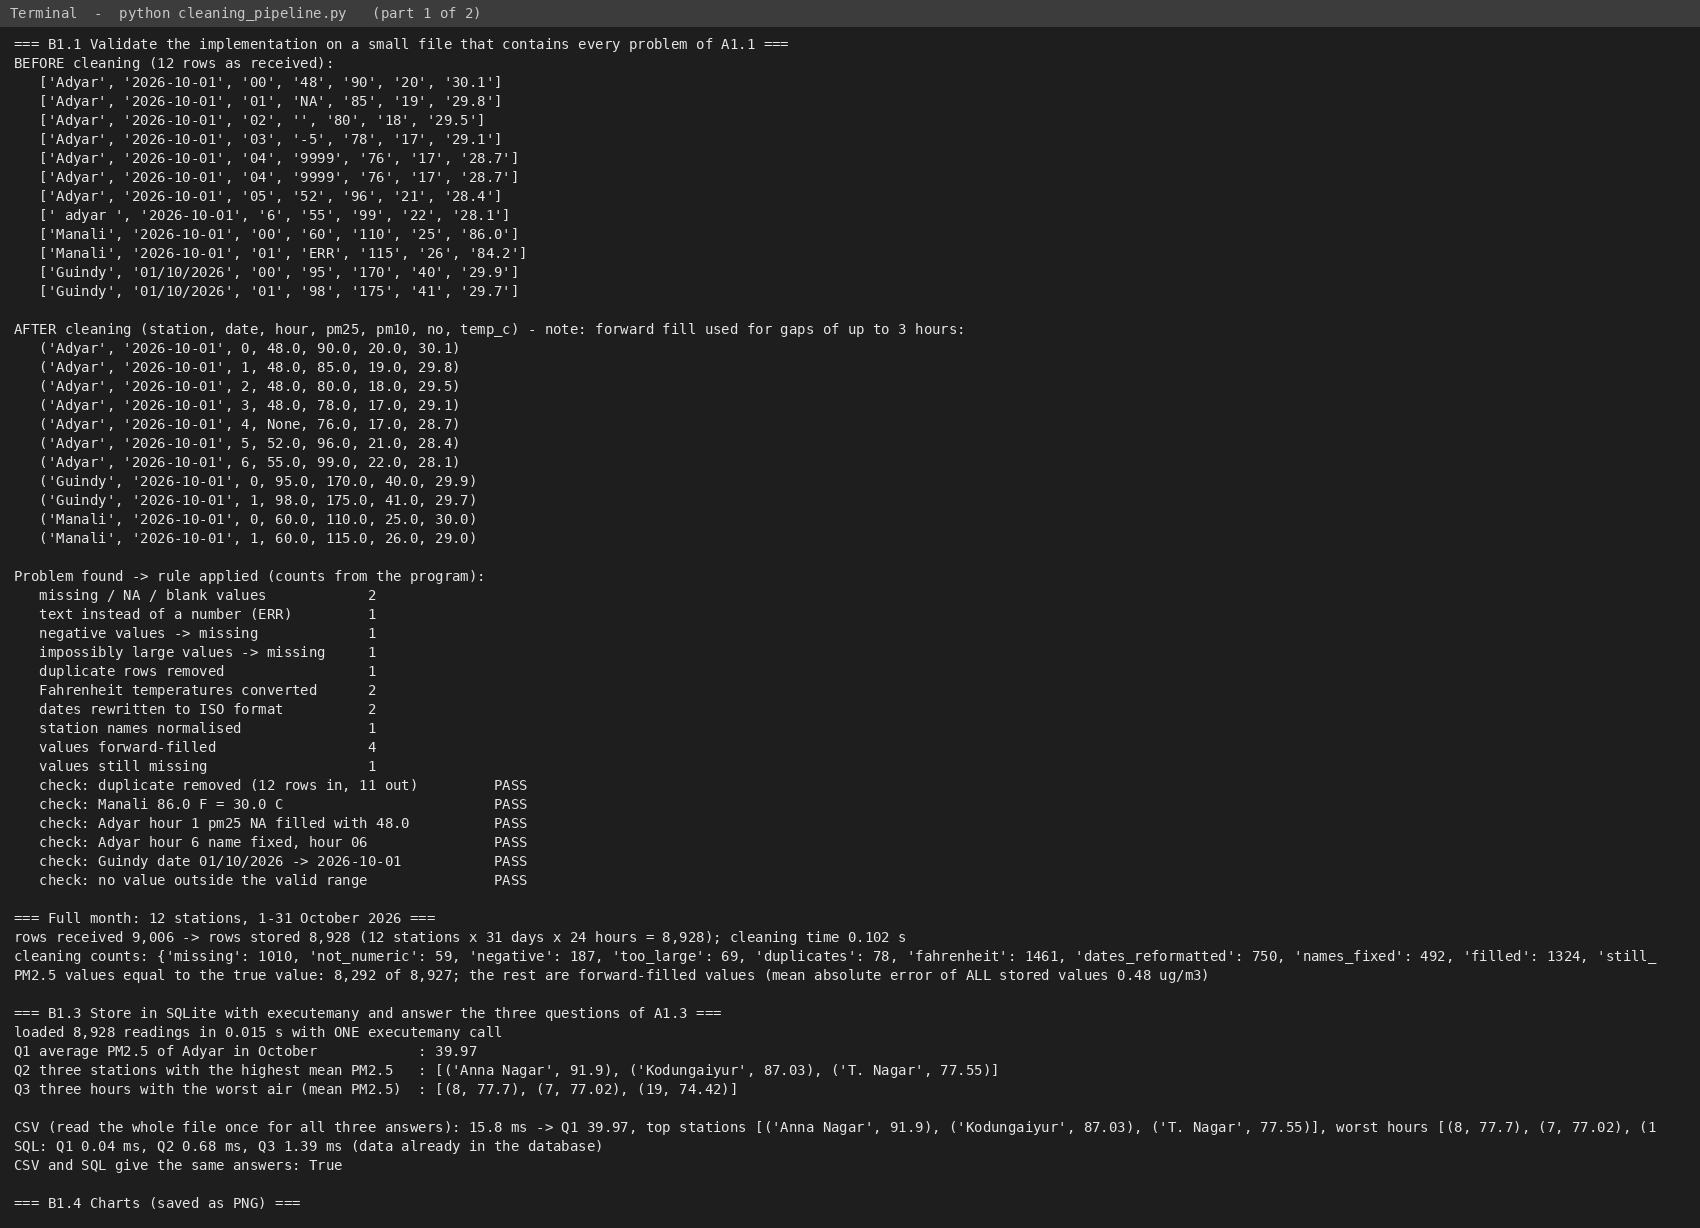 Terminal  -  python cleaning_pipeline.py   (part 1 of 2)
=== B1.1 Validate the implementation on a small file that contains every problem of A1.1 ===
BEFORE cleaning (12 rows as received):
   ['Adyar', '2026-10-01', '00', '48', '90', '20', '30.1']
   ['Adyar', '2026-10-01', '01', 'NA', '85', '19', '29.8']
   ['Adyar', '2026-10-01', '02', '', '80', '18', '29.5']
   ['Adyar', '2026-10-01', '03', '-5', '78', '17', '29.1']
   ['Adyar', '2026-10-01', '04', '9999', '76', '17', '28.7']
   ['Adyar', '2026-10-01', '04', '9999', '76', '17', '28.7']
   ['Adyar', '2026-10-01', '05', '52', '96', '21', '28.4']
   [' adyar ', '2026-10-01', '6', '55', '99', '22', '28.1']
   ['Manali', '2026-10-01', '00', '60', '110', '25', '86.0']
   ['Manali', '2026-10-01', '01', 'ERR', '115', '26', '84.2']
   ['Guindy', '01/10/2026', '00', '95', '170', '40', '29.9']
   ['Guindy', '01/10/2026', '01', '98', '175', '41', '29.7']

AFTER cleaning (station, date, hour, pm25, pm10, no, temp_c) - note: forward fill used for gaps of up to 3 hours:
   ('Adyar', '2026-10-01', 0, 48.0, 90.0, 20.0, 30.1)
   ('Adyar', '2026-10-01', 1, 48.0, 85.0, 19.0, 29.8)
   ('Adyar', '2026-10-01', 2, 48.0, 80.0, 18.0, 29.5)
   ('Adyar', '2026-10-01', 3, 48.0, 78.0, 17.0, 29.1)
   ('Adyar', '2026-10-01', 4, None, 76.0, 17.0, 28.7)
   ('Adyar', '2026-10-01', 5, 52.0, 96.0, 21.0, 28.4)
   ('Adyar', '2026-10-01', 6, 55.0, 99.0, 22.0, 28.1)
   ('Guindy', '2026-10-01', 0, 95.0, 170.0, 40.0, 29.9)
   ('Guindy', '2026-10-01', 1, 98.0, 175.0, 41.0, 29.7)
   ('Manali', '2026-10-01', 0, 60.0, 110.0, 25.0, 30.0)
   ('Manali', '2026-10-01', 1, 60.0, 115.0, 26.0, 29.0)

Problem found -> rule applied (counts from the program):
   missing / NA / blank values            2
   text instead of a number (ERR)         1
   negative values -> missing             1
   impossibly large values -> missing     1
   duplicate rows removed                 1
   Fahrenheit temperatures converted      2
   dates rewritten to ISO format          2
   station names normalised               1
   values forward-filled                  4
   values still missing                   1
   check: duplicate removed (12 rows in, 11 out)         PASS
   check: Manali 86.0 F = 30.0 C                         PASS
   check: Adyar hour 1 pm25 NA filled with 48.0          PASS
   check: Adyar hour 6 name fixed, hour 06               PASS
   check: Guindy date 01/10/2026 -> 2026-10-01           PASS
   check: no value outside the valid range               PASS

=== Full month: 12 stations, 1-31 October 2026 ===
rows received 9,006 -> rows stored 8,928 (12 stations x 31 days x 24 hours = 8,928); cleaning time 0.102 s
cleaning counts: {'missing': 1010, 'not_numeric': 59, 'negative': 187, 'too_large': 69, 'duplicates': 78, 'fahrenheit': 1461, 'dates_reformatted': 750, 'names_fixed': 492, 'filled': 1324, 'still_
PM2.5 values equal to the true value: 8,292 of 8,927; the rest are forward-filled values (mean absolute error of ALL stored values 0.48 ug/m3)

=== B1.3 Store in SQLite with executemany and answer the three questions of A1.3 ===
loaded 8,928 readings in 0.015 s with ONE executemany call
Q1 average PM2.5 of Adyar in October            : 39.97
Q2 three stations with the highest mean PM2.5   : [('Anna Nagar', 91.9), ('Kodungaiyur', 87.03), ('T. Nagar', 77.55)]
Q3 three hours with the worst air (mean PM2.5)  : [(8, 77.7), (7, 77.02), (19, 74.42)]

CSV (read the whole file once for all three answers): 15.8 ms -> Q1 39.97, top stations [('Anna Nagar', 91.9), ('Kodungaiyur', 87.03), ('T. Nagar', 77.55)], worst hours [(8, 77.7), (7, 77.02), (1
SQL: Q1 0.04 ms, Q2 0.68 ms, Q3 1.39 ms (data already in the database)
CSV and SQL give the same answers: True

=== B1.4 Charts (saved as PNG) ===